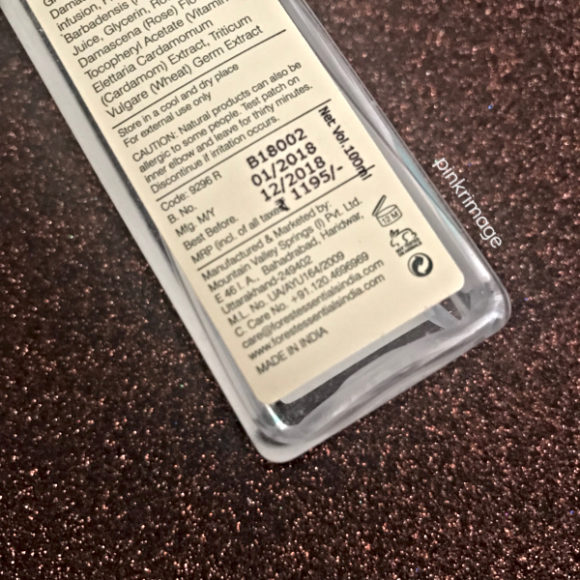 infusion,
Barbadensis
Juice, Glycerin,
Damascena (Rose)
Tocopheryl Acetate (Vitamin
Elettaria Cardamomum
(Cardamom) Extract, Triticum
Vulgare (Wheat) Germ Extract
Store in a cool and dry place
For external use only
CAUTION: Natural products can also be
allergic to some people. Test patch on
inner elbow and leave for thirty minutes.
Discontinue if irritation occurs.
Code: 9296 R
Net Vol. 100ml
B. No. B18002
Mfg. M/Y 01/2018
Best Before. 12/2018
MRP (incl. of all taxes ₹ 1195/-
Manufactured & Marketed by:
Mountain Valley Springs (I) Pvt. Ltd.
E 46 I. A., Bahadrabad, Haridwar,
Uttarakhand-249402
M.L. No. UA/AYU164/2009
C. Care No. +91.120.4696969
care@forestessentialsindia.com
www.forestessentialsindia.com
MADE IN INDIA
12 M
pinkrimage